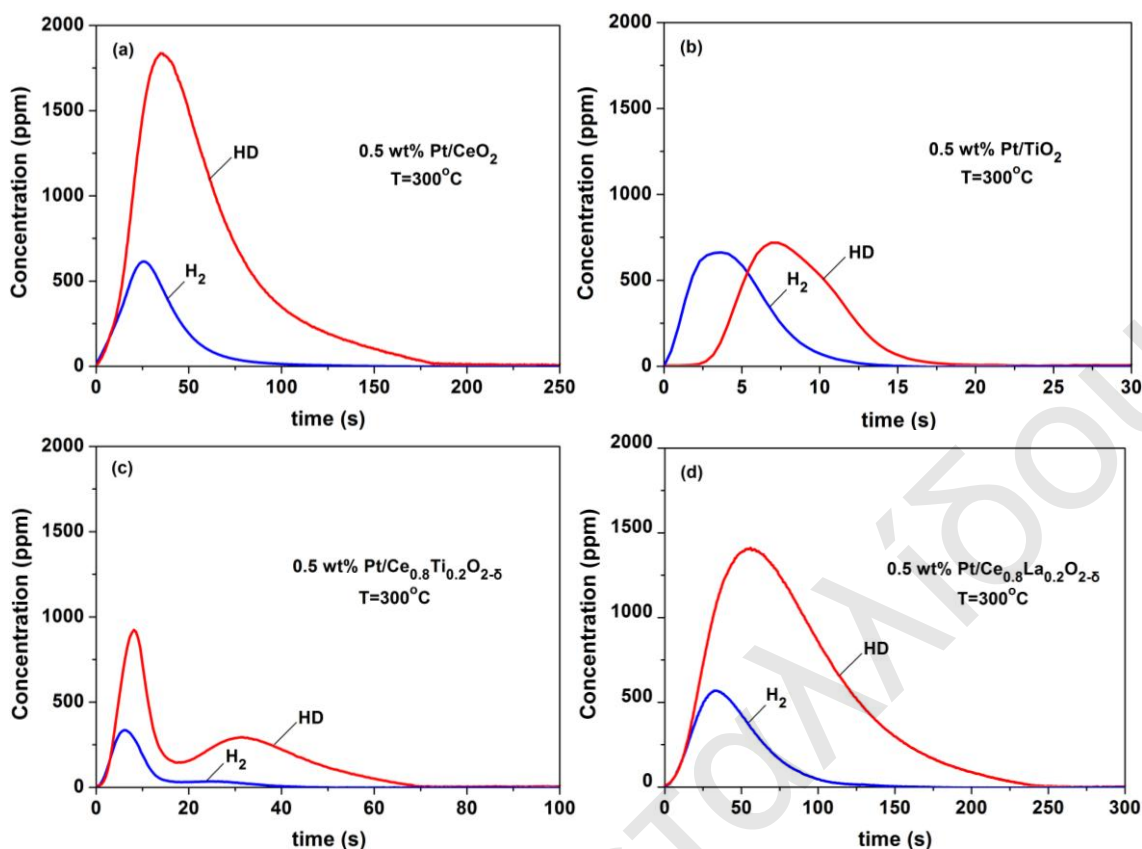 (a)
2000
1500
1000
500
0
Concentration (ppm)
HD
H₂
0.5 wt% Pt/CeO₂
T=300°C
0 50 100 150 200 250
time (s)
(b)
2000
1500
1000
500
0
Concentration (ppm)
HD
H₂
0.5 wt% Pt/TiO₂
T=300°C
0 5 10 15 20 25 30
time (s)
(c)
2000
1500
1000
500
0
Concentration (ppm)
HD
H₂
0.5 wt% Pt/Ce₀.₈Ti₀.₂O₂₋δ
T=300°C
0 20 40 60 80 100
time (s)
(d)
2000
1500
1000
500
0
Concentration (ppm)
HD
H₂
0.5 wt% Pt/Ce₀.₈La₀.₂O₂₋δ
T=300°C
0 50 100 150 200 250 300
time (s)